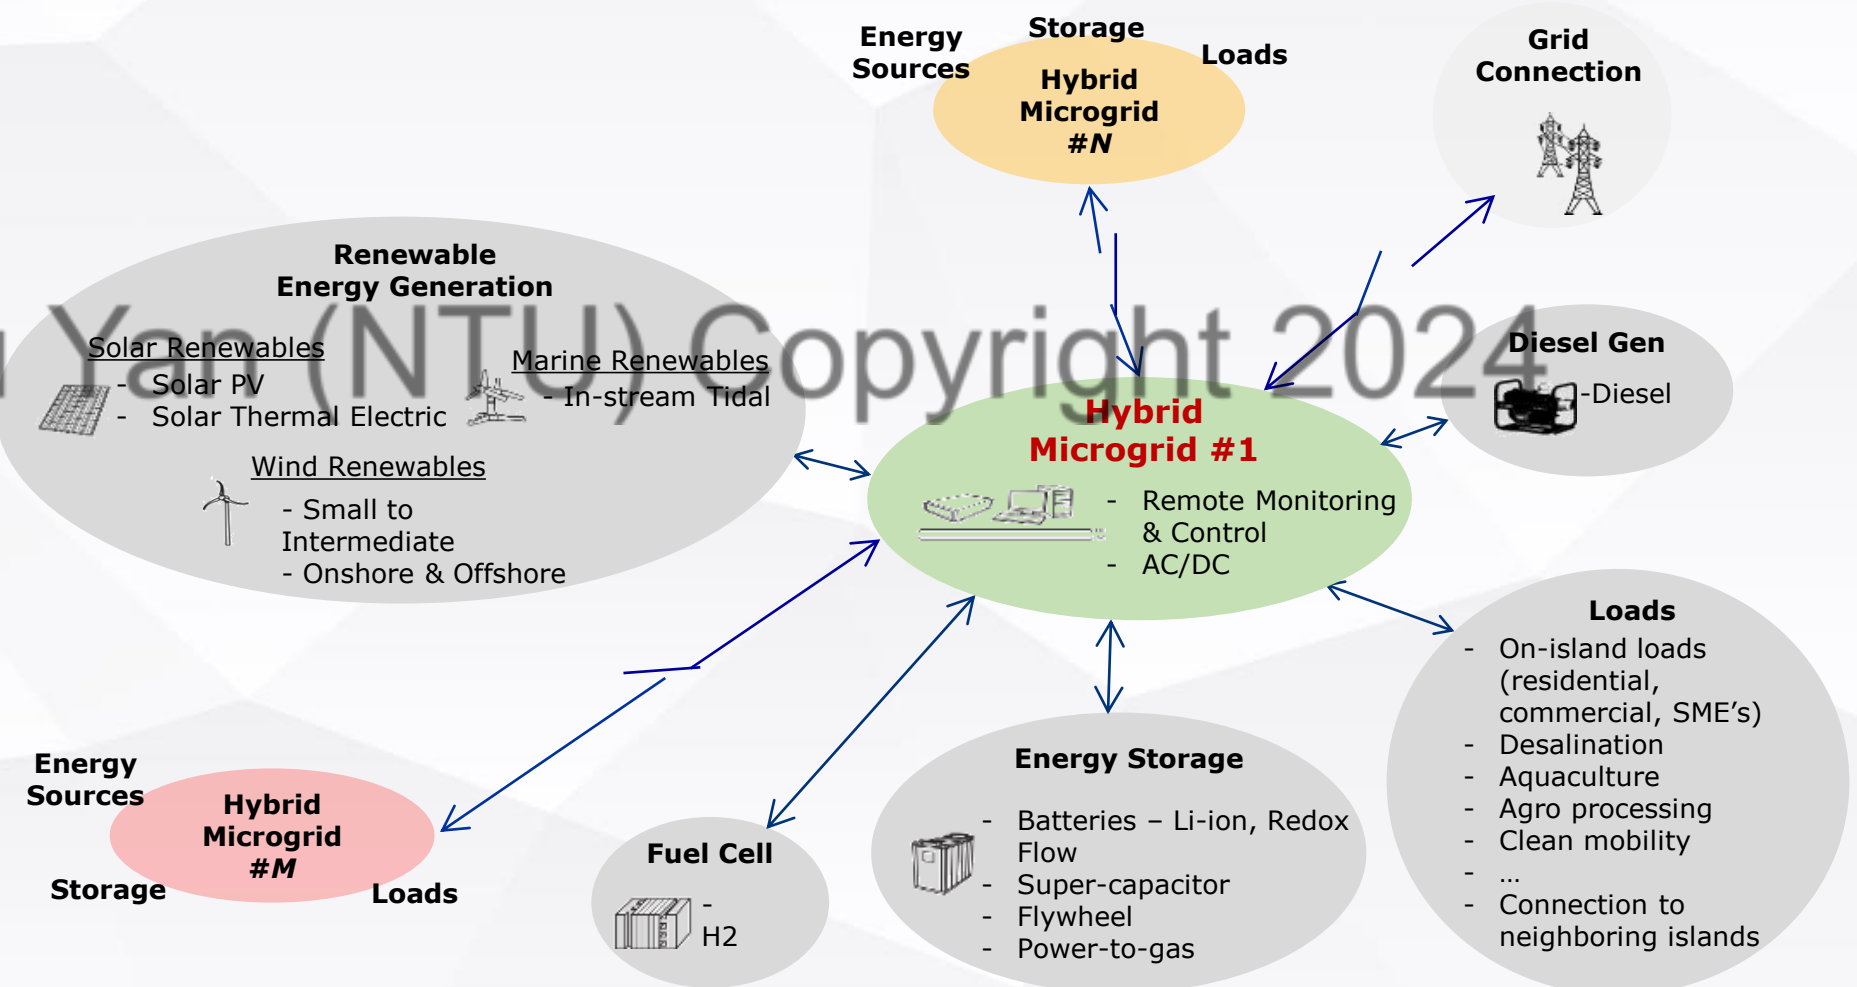 Energy
Sources
Storage
Loads
Hybrid
Microgrid
#N
Grid
Connection
Renewable
Energy Generation
Solar Renewables
- Solar PV
- Solar Thermal Electric
Marine Renewables
- In-stream Tidal
Wind Renewables
- Small to
Intermediate
- Onshore & Offshore
Yan (NTU) Copyright 2024
Diesel Gen
-Diesel
Hybrid
Microgrid #1
- Remote Monitoring
& Control
- AC/DC
Loads
- On-island loads
(residential,
commercial, SME’s)
- Desalination
- Aquaculture
- Agro processing
- Clean mobility
- …
- Connection to
neighboring islands
Energy Storage
- Batteries – Li-ion, Redox
Flow
- Super-capacitor
- Flywheel
- Power-to-gas
Fuel Cell
-
H2
Energy
Sources
Hybrid
Microgrid
#M
Storage
Loads